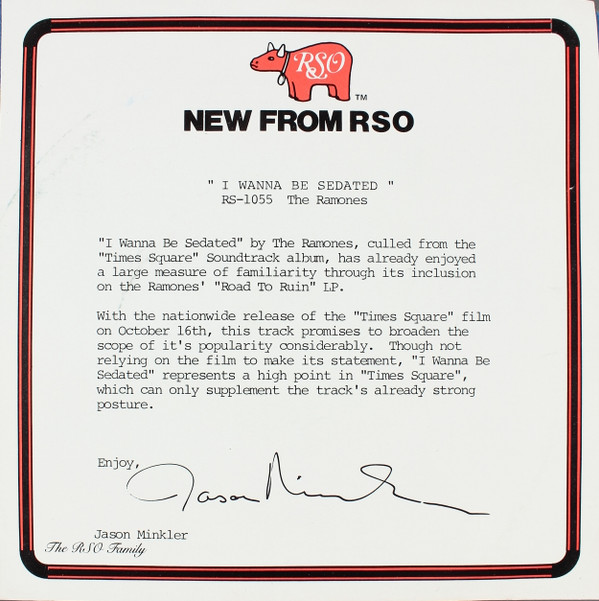 RSO
TM
NEW FROM RSO
" I WANNA BE SEDATED "
RS-1055 The Ramones
"I Wanna Be Sedated" by The Ramones, culled from the
"Times Square" Soundtrack album, has already enjoyed
a large measure of familiarity through its inclusion
on the Ramones' "Road To Ruin" LP.
With the nationwide release of the "Times Square" film
on October 16th, this track promises to broaden the
scope of it's popularity considerably. Though not
relying on the film to make its statement, "I Wanna Be
Sedated" represents a high point in "Times Square",
which can only supplement the track's already strong
posture.
Enjoy,
Jason Minkler
Jason Minkler
The RSO Family